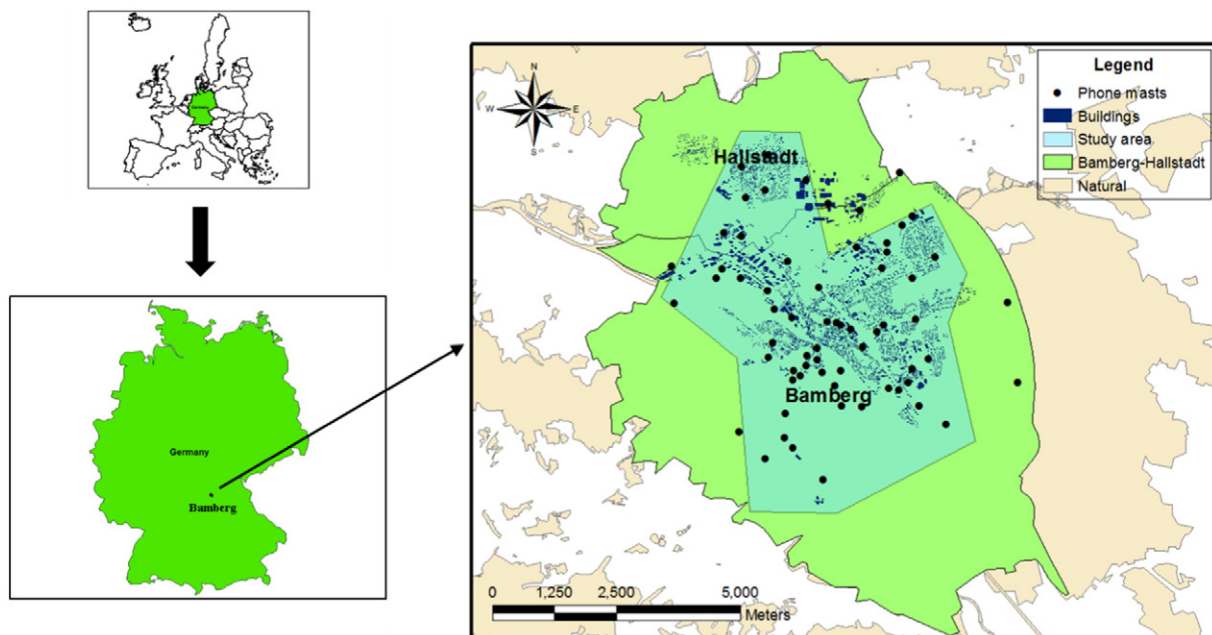 Germany
Germany
Bamberg
N
W
E
S
Hallstadt
Bamberg
Legend
Phone masts
Buildings
Study area
Bamberg-Hallstadt
Natural
0 1,250 2,500 5,000
Meters